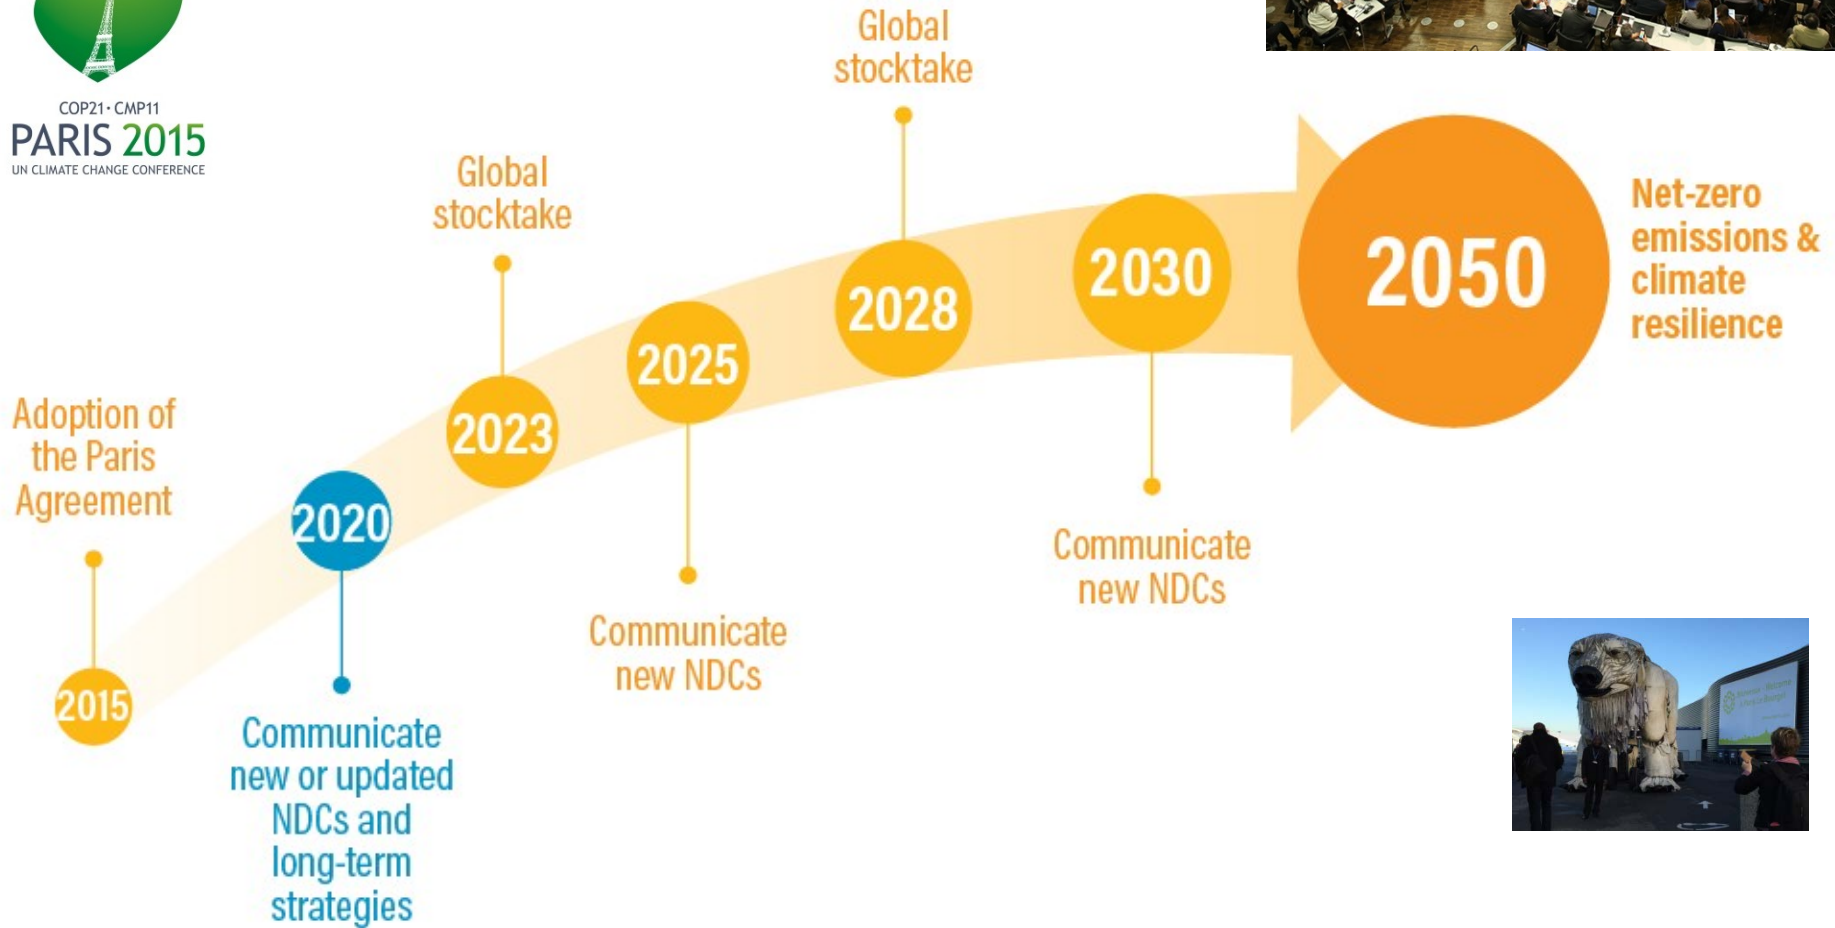 COP21 · CMP11
PARIS 2015
UN CLIMATE CHANGE CONFERENCE
Adoption of
the Paris
Agreement
2015
2020
Communicate
new or updated
NDCs and
long-term
strategies
Global
stocktake
2023
2025
Communicate
new NDCs
Global
stocktake
2028
2030
Communicate
new NDCs
2050
Net-zero
emissions &
climate
resilience